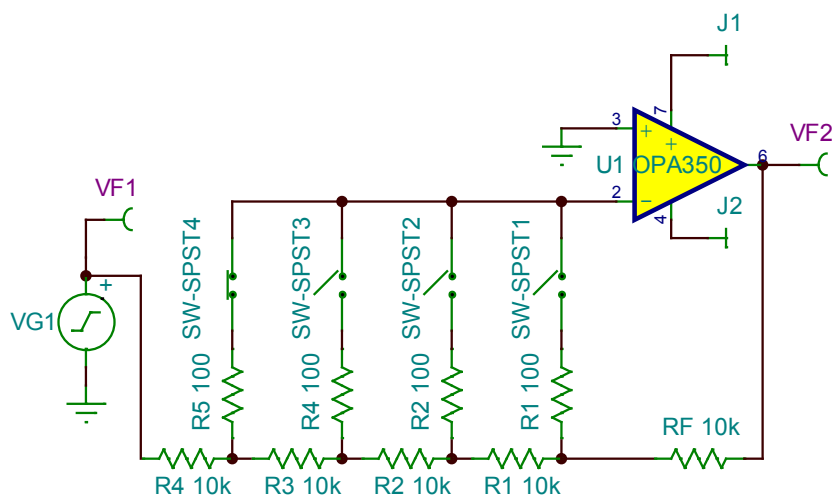 J1
3
7
+
+
U1 OPA350
6
VF2
2
−
4
J2
VF1
+
VG1
SW-SPST4
SW-SPST3
SW-SPST2
SW-SPST1
R5 100
R4 100
R2 100
R1 100
R4 10k
R3 10k
R2 10k
R1 10k
RF 10k